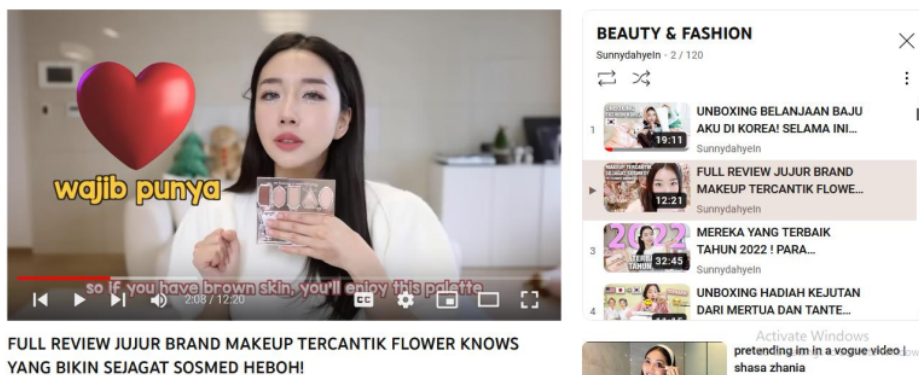 wajib punya
so if you have brown skin, you'll enjoy this palette
2:08 / 12:20
CC
FULL REVIEW JUJUR BRAND MAKEUP TERCANTIK FLOWER KNOWS
YANG BIKIN SEJAGAT SOSMED HEBOH!
BEAUTY & FASHION
Sunnydahyeln - 2 / 120
1
19:11
UNBOXING BELANJAAN BAJU
AKU DI KOREA! SELAMA INI...
Sunnydahyeln
12:21
FULL REVIEW JUJUR BRAND
MAKEUP TERCANTIK FLOWE...
Sunnydahyeln
3
2022
32:45
MEREKA YANG TERBAIK
TAHUN 2022 ! PARA...
Sunnydahyeln
4
UNBOXING HADIAH KEJUTAN
DARI MERTUA DAN TANTE...
Activate Windows
pretending im in a vogue video |
shasa zhania